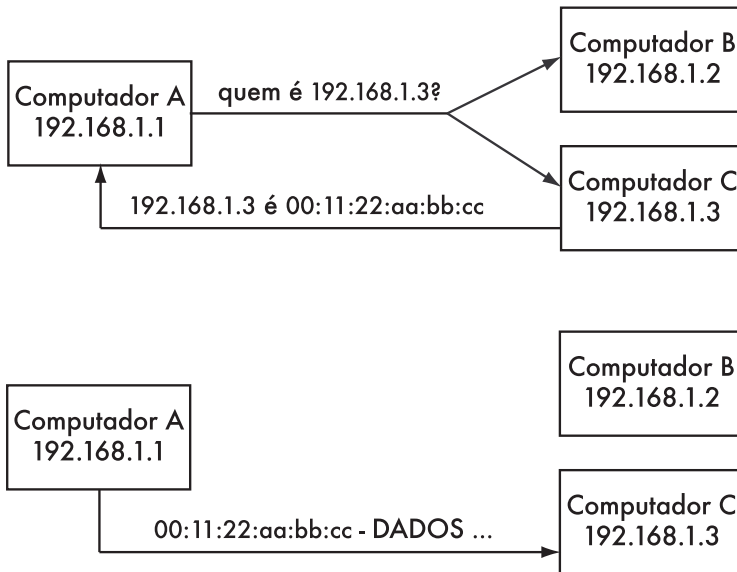 Computador A
192.168.1.1
quem é 192.168.1.3?
Computador B
192.168.1.2
Computador C
192.168.1.3
192.168.1.3 é 00:11:22:aa:bb:cc
Computador B
192.168.1.2
Computador A
192.168.1.1
00:11:22:aa:bb:cc - DADOS ...
Computador C
192.168.1.3